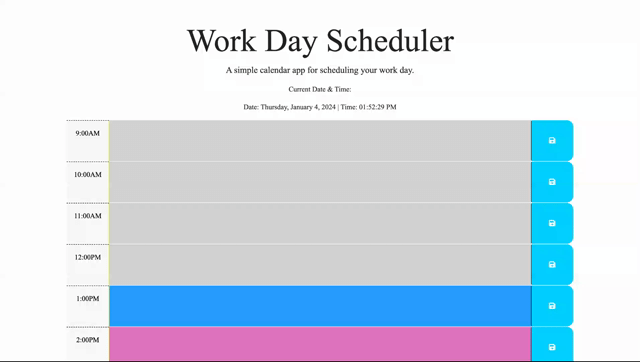 Work Day Scheduler
A simple calendar app for scheduling your work day.
Current Date & Time:
Date: Thursday, January 4, 2024 | Time: 01:52:29 PM
9:00AM
10:00AM
11:00AM
12:00PM
1:00PM
2:00PM